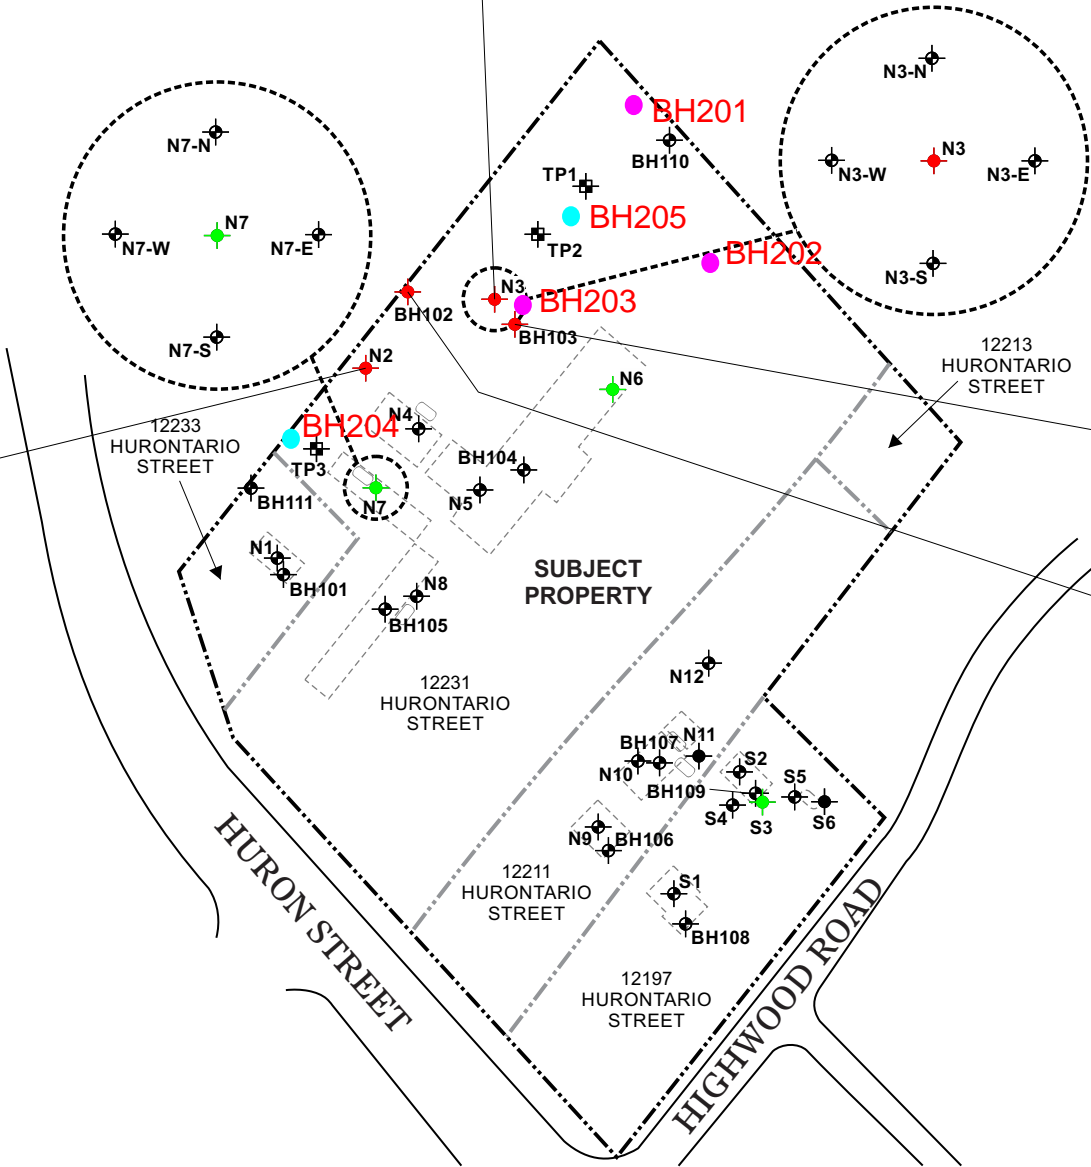 N3-N
N7-N
BH201
BH110
N3
N3-W
N3-E
TP1
BH205
N7
N7-W
N7-E
TP2
BH202
N3-S
N3
BH203
BH102
BH103
N7-S
12213
HURONTARIO
STREET
N2
N6
N4
BH204
12233
HURONTARIO
STREET
TP3
BH104
BH111
N7
N5
N1
BH101
N8
BH105
SUBJECT
PROPERTY
N12
12231
HURONTARIO
STREET
BH107
N11
N10
S2
BH109
S5
S4
S3
S6
N9
BH106
12211
HURONTARIO
STREET
S1
BH108
HURON STREET
HIGHWOOD ROAD
12197
HURONTARIO
STREET